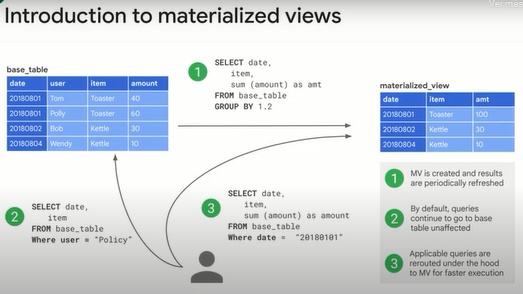 Vermes
Introduction to materialized views
base_table
date user item amount
20180801 Tom Toaster 40
20180801 Polly Toaster 60
20180802 Bob Kettle 30
20180804 Wendy Kettle 10
1
SELECT date,
item,
sum (amount) as amt
FROM base_table
GROUP BY 1.2
materialized_view
date item amt
20180801 Toaster 100
20180802 Kettle 30
20180804 Kettle 10
2
SELECT date,
item
FROM base_table
Where user = "Policy"
3
SELECT date,
item,
sum (amount) as amount
FROM base_table
Where date = "20180101"
1 MV is created and results
are periodically refreshed
2 By default, queries
continue to go to base
table unaffected
3 Applicable queries are
rerouted under the hood
to MV for faster execution